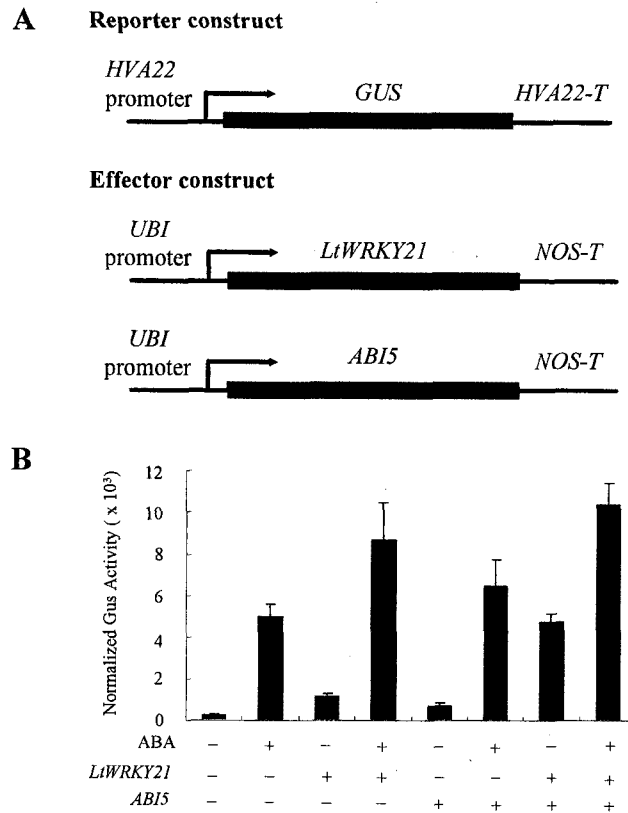 A
Reporter construct
HVA22
promoter
GUS
HVA22-T
Effector construct
UBI
promoter
LtWRKY21
NOS-T
UBI
promoter
ABI5
NOS-T
B
Normalized Gus Activity ( x 10³)
12
10
8
6
4
2
0
ABA − + − + − + − +
LtWRKY21 − − + + − − + +
ABI5 − − − − + + + +